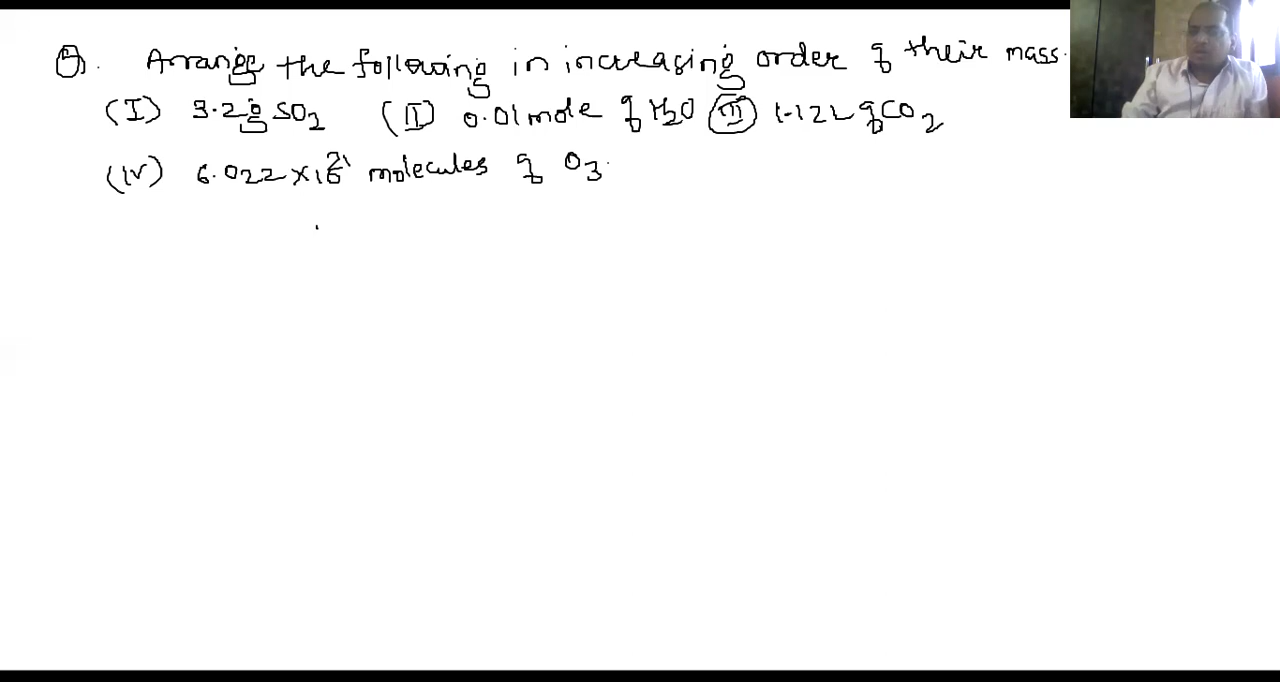 Q. Arrange the following in increasing order of their mass.
(I) 3.2g SO2 (II) 0.01 mole of H2O (III) 1.12L of CO2
(IV) 6.022 × 10^21 molecules of O3.